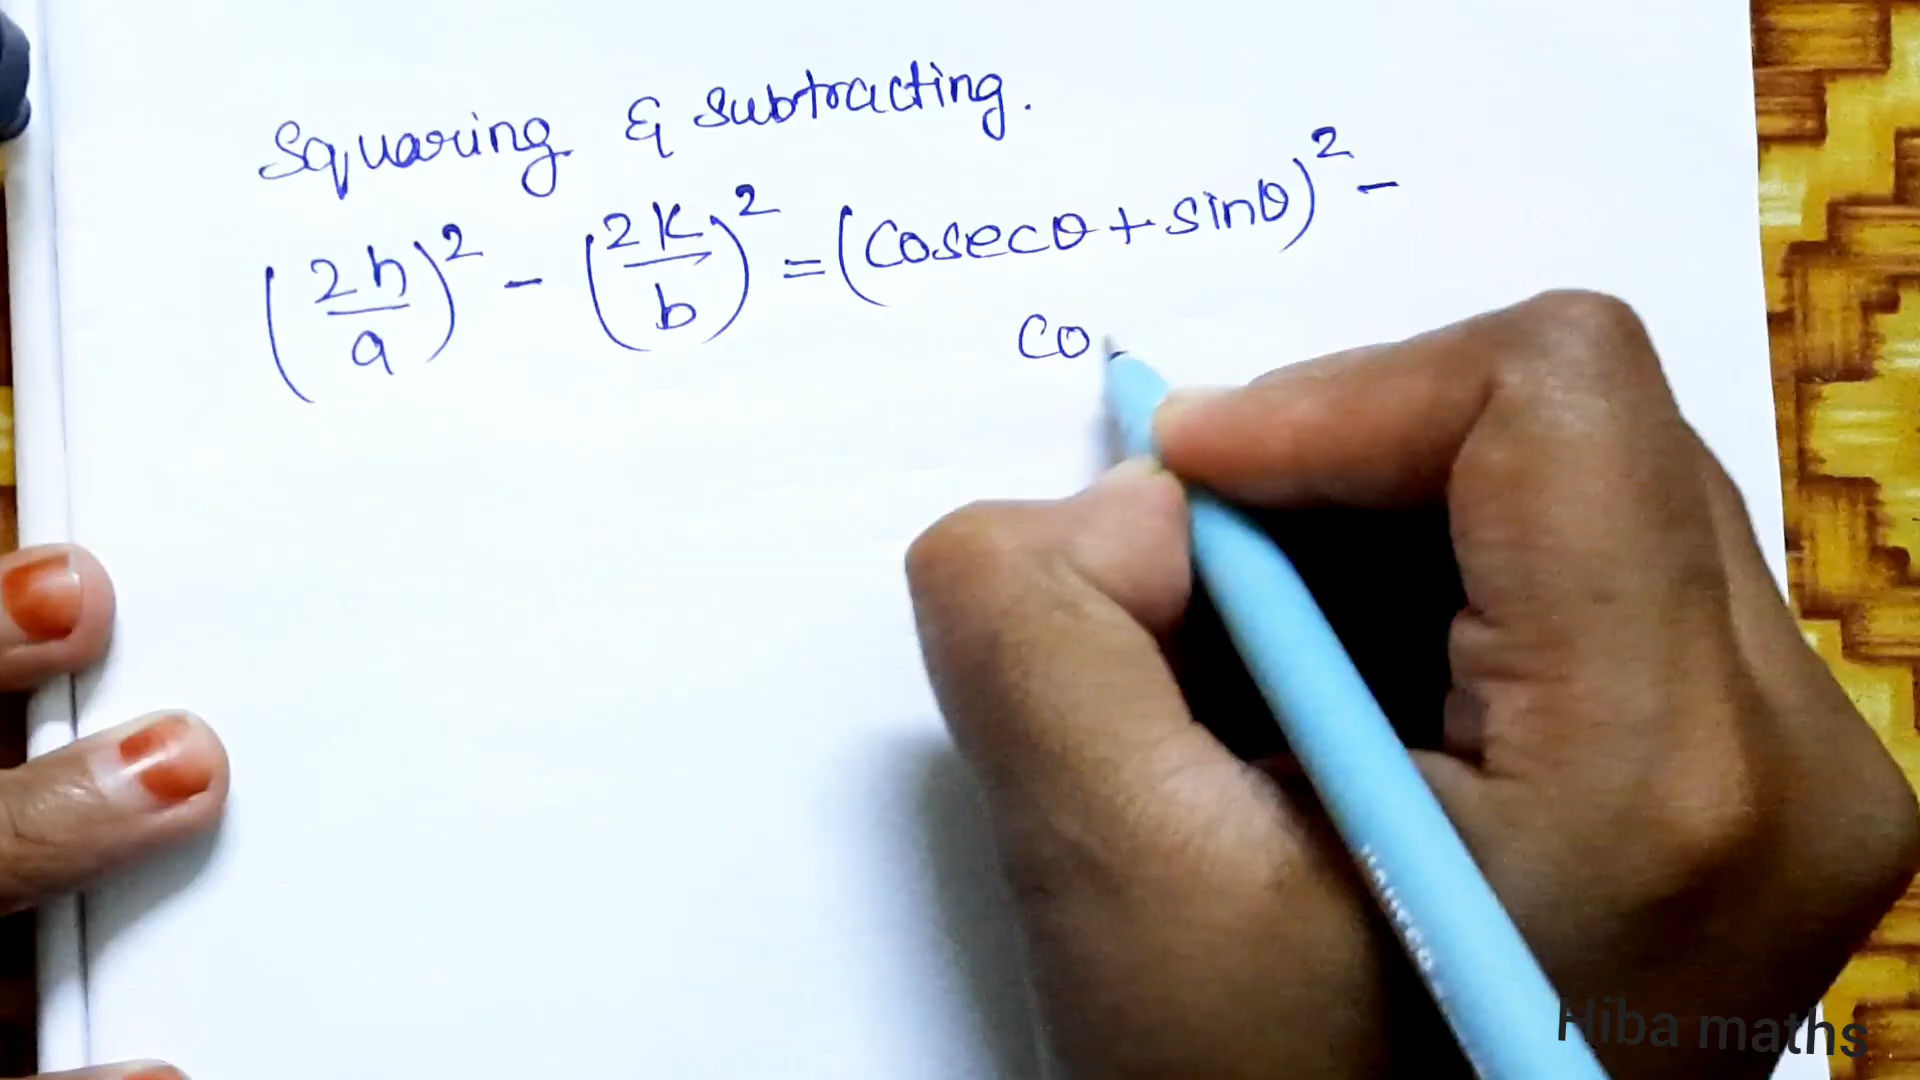 Squaring & subtracting.
(2h/a)² - (2k/b)² = (cosecθ + sinθ)² -
co
Hiba maths